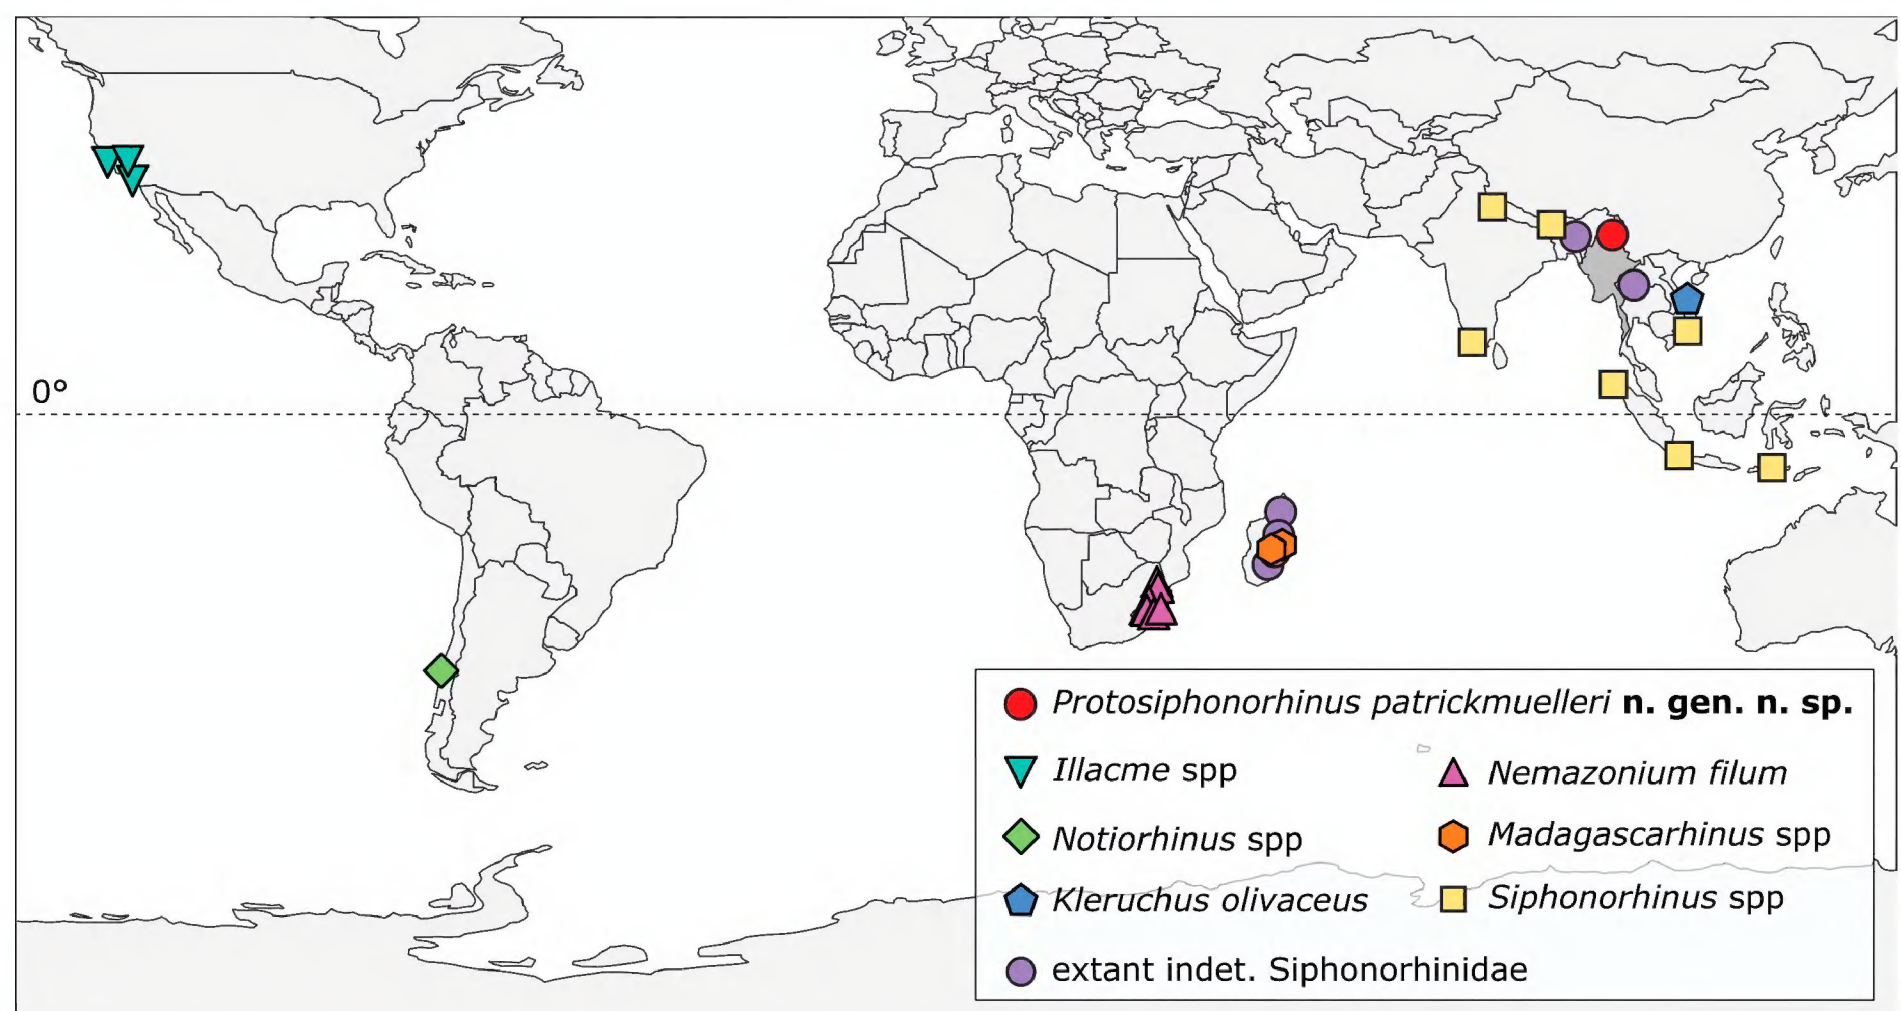 0°
Protosiphonorhinus patrickmuelleri n. gen. n. sp.
Illacme spp
Nemazonium filum
Notiorhinus spp
Madagascarhinus spp
Kleruchus olivaceus
Siphonorhinus spp
extant indet. Siphonorhinidae